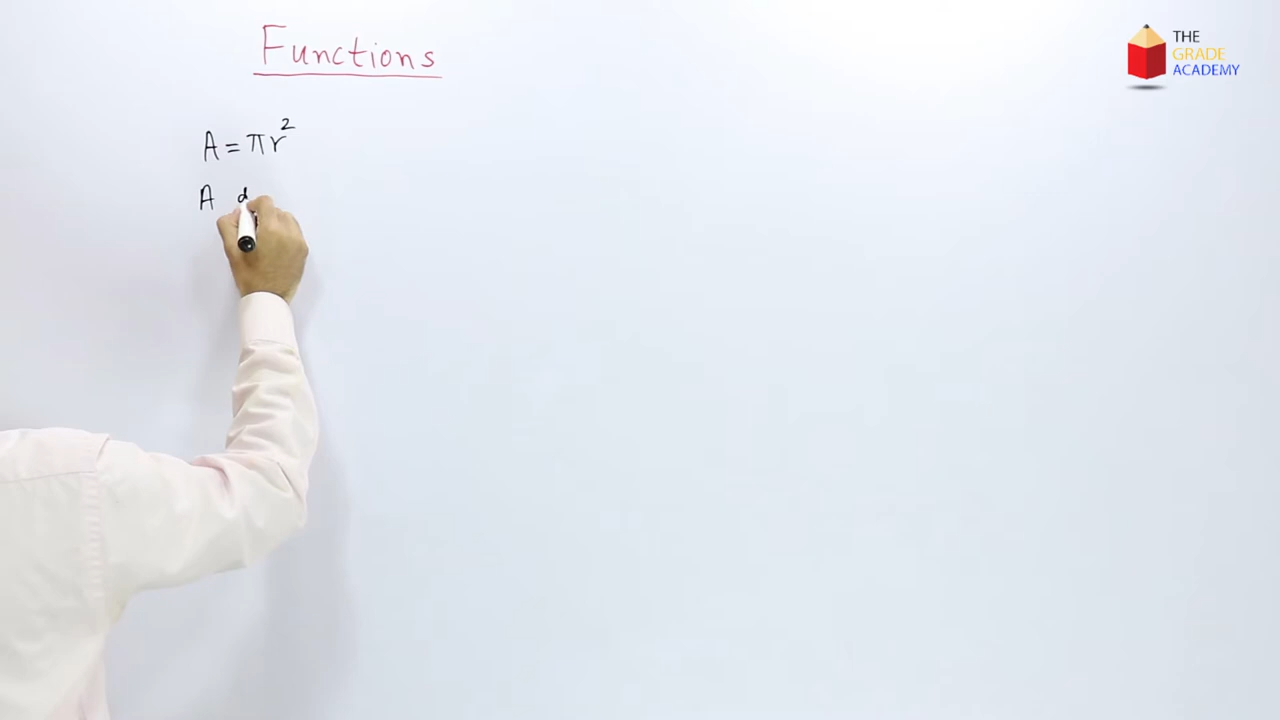 Functions
THE
GRADE
ACADEMY
A = πr²
A d